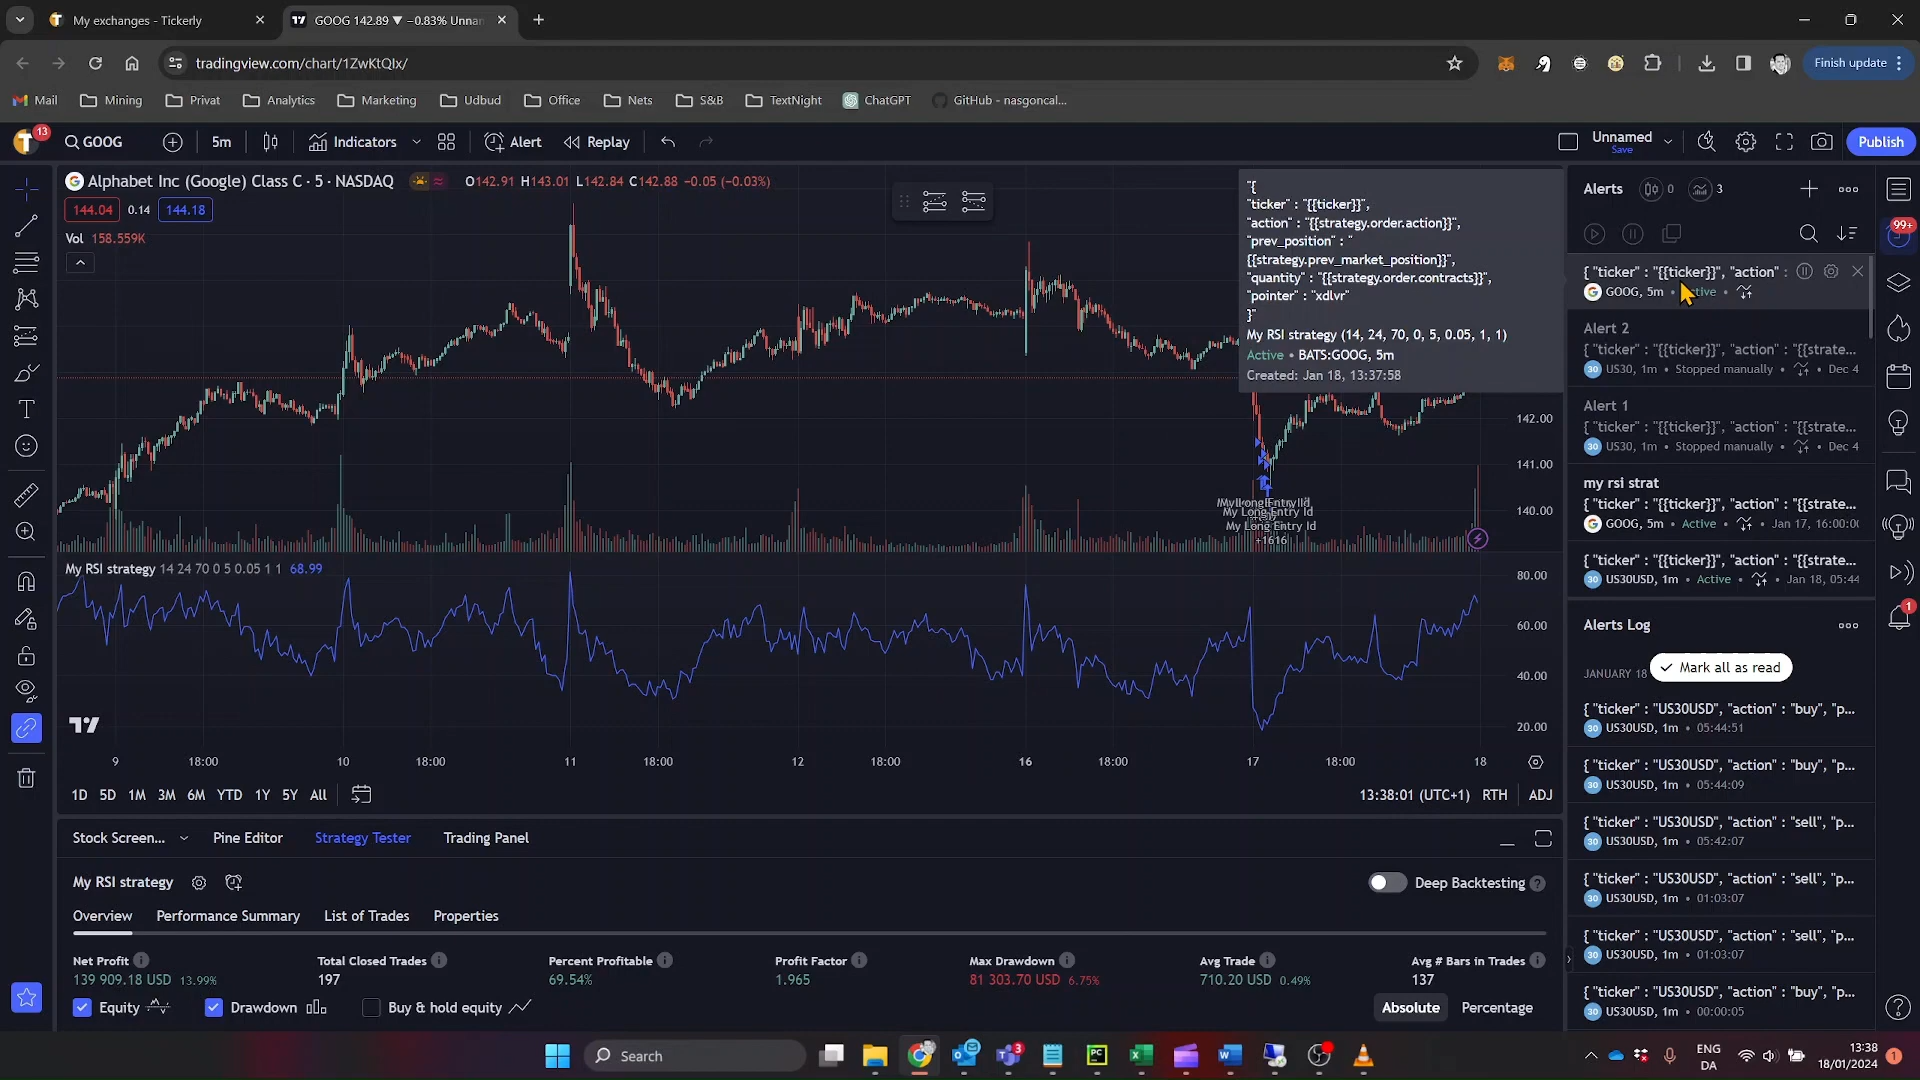 My exchanges - Tickerly
GOOG 142.89 ▼ −0.83% Unnar
tradingview.com/chart/1ZwKtQIx/
Finish update
Mail
Mining
Privat
Analytics
Marketing
Udbud
Office
Nets
S&B
TextNight
ChatGPT
GitHub - nasgoncal...
13
GOOG
5m
Indicators
Alert
Replay
Unnamed
Save
Publish
Alphabet Inc (Google) Class C · 5 · NASDAQ
O142.91 H143.01 L142.84 C142.88 −0.05 (−0.03%)
144.04
0.14
144.18
Vol 158.559K
"{
"ticker" : "{{ticker}}",
"action" : "{{strategy.order.action}}",
"prev_position" : "
{{strategy.prev_market_position}}",
"quantity" : "{{strategy.order.contracts}}",
"pointer" : "xdlvr"
}"
My RSI strategy (14, 24, 70, 0, 5, 0.05, 1, 1)
Active • BATS:GOOG, 5m
Created: Jan 18, 13:37:58
142.00
141.00
140.00
My Long Entry Id
My Long Entry Id
+1616
My RSI strategy 14 24 70 0 5 0.05 1 1 68.99
80.00
60.00
40.00
20.00
9
18:00
10
18:00
11
18:00
12
18:00
16
18:00
17
18:00
18
1D
5D
1M
3M
6M
YTD
1Y
5Y
All
13:38:01 (UTC+1)
RTH
ADJ
Stock Screen...
Pine Editor
Strategy Tester
Trading Panel
My RSI strategy
Deep Backtesting
Overview
Performance Summary
List of Trades
Properties
Net Profit
139 909.18 USD 13.99%
Total Closed Trades
197
Percent Profitable
69.54%
Profit Factor
1.965
Max Drawdown
81 303.70 USD 6.75%
Avg Trade
710.20 USD 0.49%
Avg # Bars in Trades
137
Equity
Drawdown
Buy & hold equity
Absolute
Percentage
Alerts
0
3
99+
{ "ticker" : "{{ticker}}", "action" :
GOOG, 5m
Alert 2
{ "ticker" : "{{ticker}}", "action" : "{{strate...
30 US30, 1m • Stopped manually • Dec 4
Alert 1
{ "ticker" : "{{ticker}}", "action" : "{{strate...
30 US30, 1m • Stopped manually • Dec 4
my rsi strat
{ "ticker" : "{{ticker}}", "action" : "{{strate...
GOOG, 5m • Active • Jan 17, 16:00:00
{ "ticker" : "{{ticker}}", "action" : "{{strate...
30 US30USD, 1m • Active • Jan 18, 05:44
Alerts Log
1
JANUARY 18
Mark all as read
{ "ticker" : "US30USD", "action" : "buy", "p...
30 US30USD, 1m • 05:44:51
{ "ticker" : "US30USD", "action" : "buy", "p...
30 US30USD, 1m • 05:44:09
{ "ticker" : "US30USD", "action" : "sell", "p...
30 US30USD, 1m • 05:42:07
{ "ticker" : "US30USD", "action" : "sell", "p...
30 US30USD, 1m • 01:03:07
{ "ticker" : "US30USD", "action" : "sell", "p...
30 US30USD, 1m • 01:03:07
{ "ticker" : "US30USD", "action" : "buy", "p...
30 US30USD, 1m • 00:00:05
Search
3
ENG
DA
13:38
18/01/2024
1